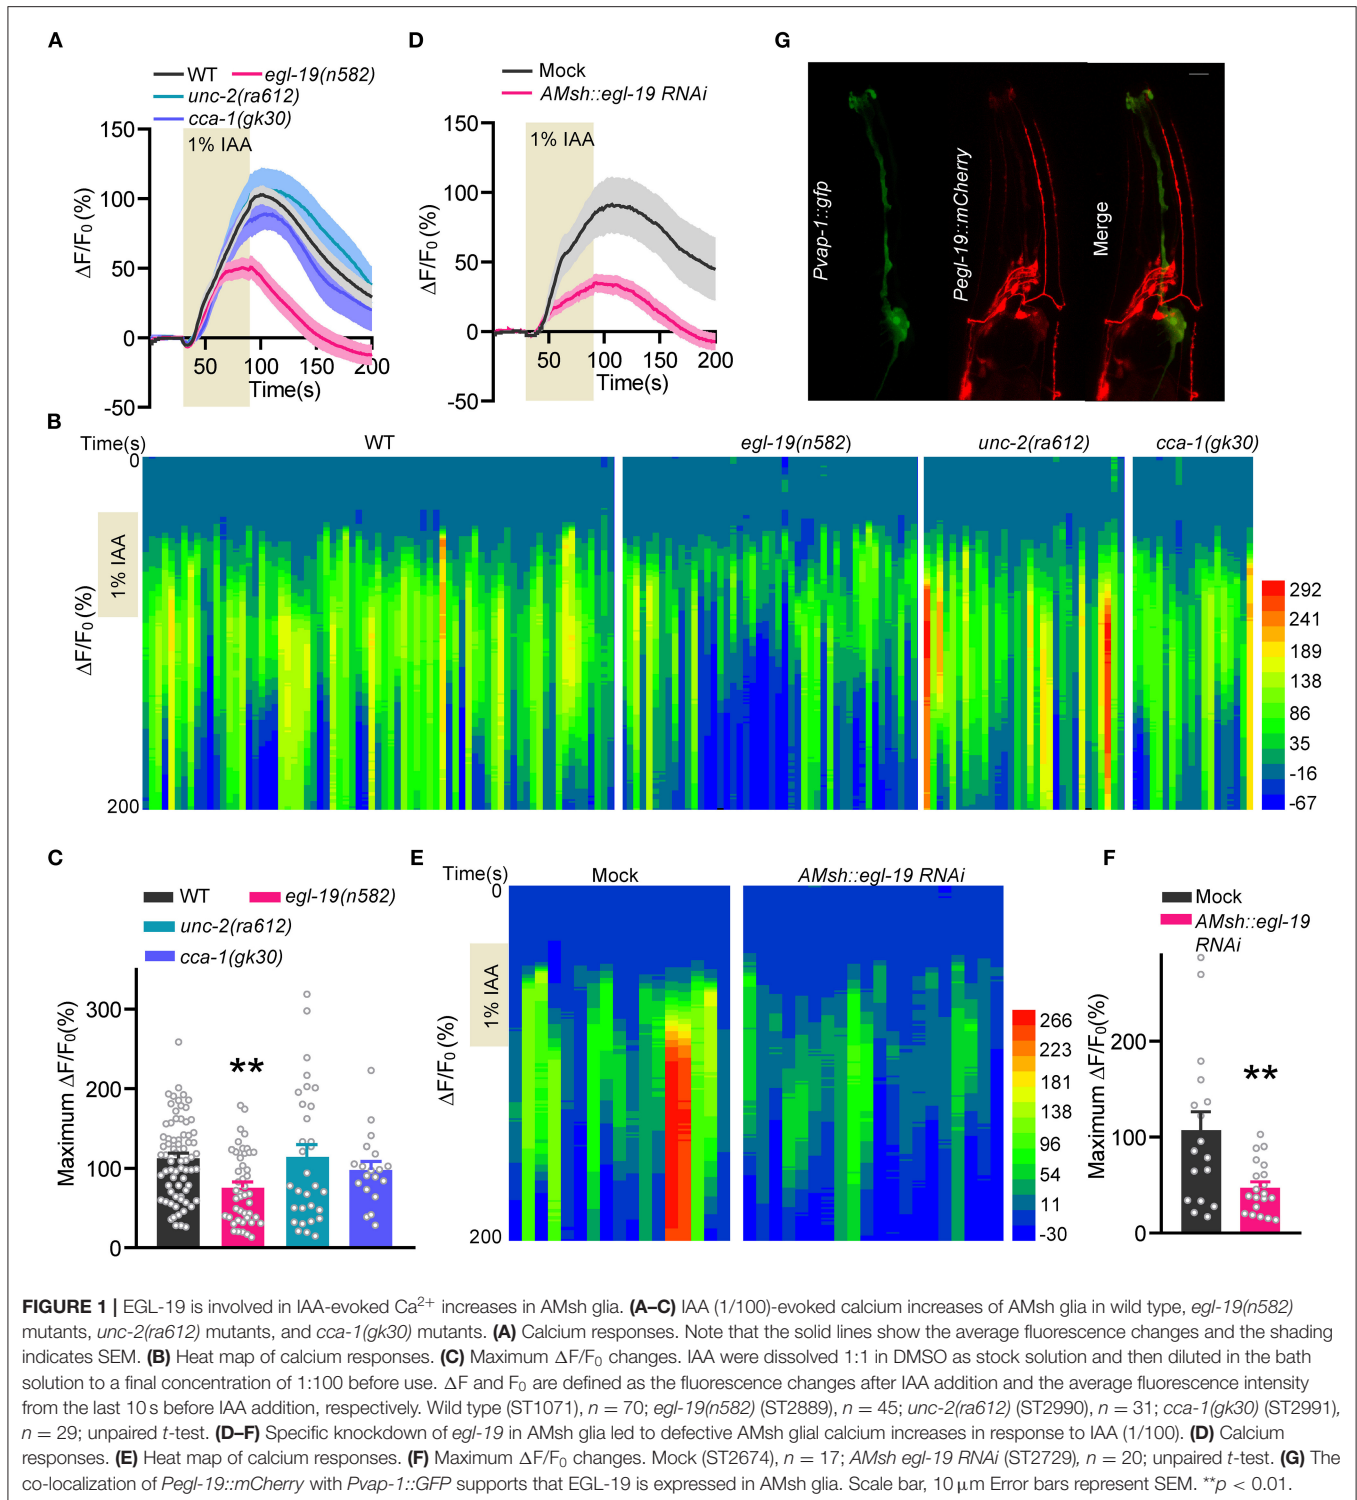 A
WT
egl-19(n582)
unc-2(ra612)
cca-1(gk30)
1% IAA
150
100
50
0
-50
ΔF/F0 (%)
50
100
150
200
Time(s)
D
Mock
AMsh::egl-19 RNAi
1% IAA
150
100
50
0
-50
ΔF/F0 (%)
50
100
150
200
Time(s)
G
Pvap-1::gfp
Pegl-19::mCherry
Merge
B
Time(s)
WT
egl-19(n582)
unc-2(ra612)
cca-1(gk30)
0
1% IAA
ΔF/F0 (%)
200
292
241
189
138
86
35
-16
-67
C
WT
egl-19(n582)
unc-2(ra612)
cca-1(gk30)
Maximum ΔF/F0(%)
300
200
100
0
**
E
Time(s)
Mock
AMsh::egl-19 RNAi
0
1% IAA
ΔF/F0 (%)
200
266
223
181
138
96
54
11
-30
F
Mock
AMsh::egl-19
RNAi
Maximum ΔF/F0(%)
200
100
0
**
FIGURE 1 | EGL-19 is involved in IAA-evoked Ca2+ increases in AMsh glia. (A–C) IAA (1/100)-evoked calcium increases of AMsh glia in wild type, egl-19(n582)
mutants, unc-2(ra612) mutants, and cca-1(gk30) mutants. (A) Calcium responses. Note that the solid lines show the average fluorescence changes and the shading
indicates SEM. (B) Heat map of calcium responses. (C) Maximum ΔF/F0 changes. IAA were dissolved 1:1 in DMSO as stock solution and then diluted in the bath
solution to a final concentration of 1:100 before use. ΔF and F0 are defined as the fluorescence changes after IAA addition and the average fluorescence intensity
from the last 10 s before IAA addition, respectively. Wild type (ST1071), n = 70; egl-19(n582) (ST2889), n = 45; unc-2(ra612) (ST2990), n = 31; cca-1(gk30) (ST2991),
n = 29; unpaired t-test. (D–F) Specific knockdown of egl-19 in AMsh glia led to defective AMsh glial calcium increases in response to IAA (1/100). (D) Calcium
responses. (E) Heat map of calcium responses. (F) Maximum ΔF/F0 changes. Mock (ST2674), n = 17; AMsh egl-19 RNAi (ST2729), n = 20; unpaired t-test. (G) The
co-localization of Pegl-19::mCherry with Pvap-1::GFP supports that EGL-19 is expressed in AMsh glia. Scale bar, 10 μm Error bars represent SEM. **p < 0.01.